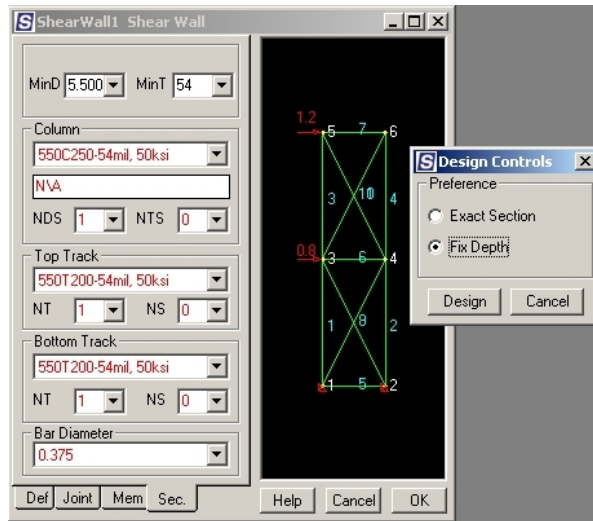 S ShearWall1 Shear Wall
MinD 5.500 MinT 54
Column
550C250-54mil, 50ksi
N\A
NDS 1 NTS 0
Top Track
550T200-54mil, 50ksi
NT 1 NS 0
Bottom Track
550T200-54mil, 50ksi
NT 1 NS 0
Bar Diameter
0.375
Def Joint Mem Sec.
1.2 5 7 6
3 10 4
0.8 3 6 4
1 8 2
1 5 2
Help Cancel OK
S Design Controls X
Preference
Exact Section
Fix Depth
Design Cancel